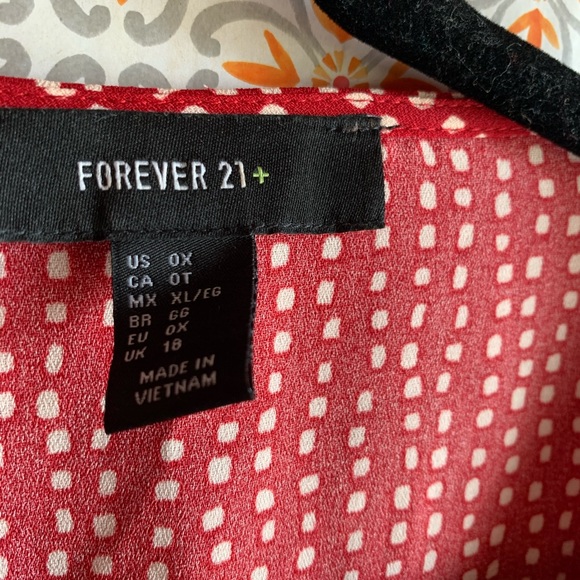 FOREVER 21+
US 0X
CA 0T
MX XL/EG
BR GG
EU 0X
UK 18
MADE IN
VIETNAM